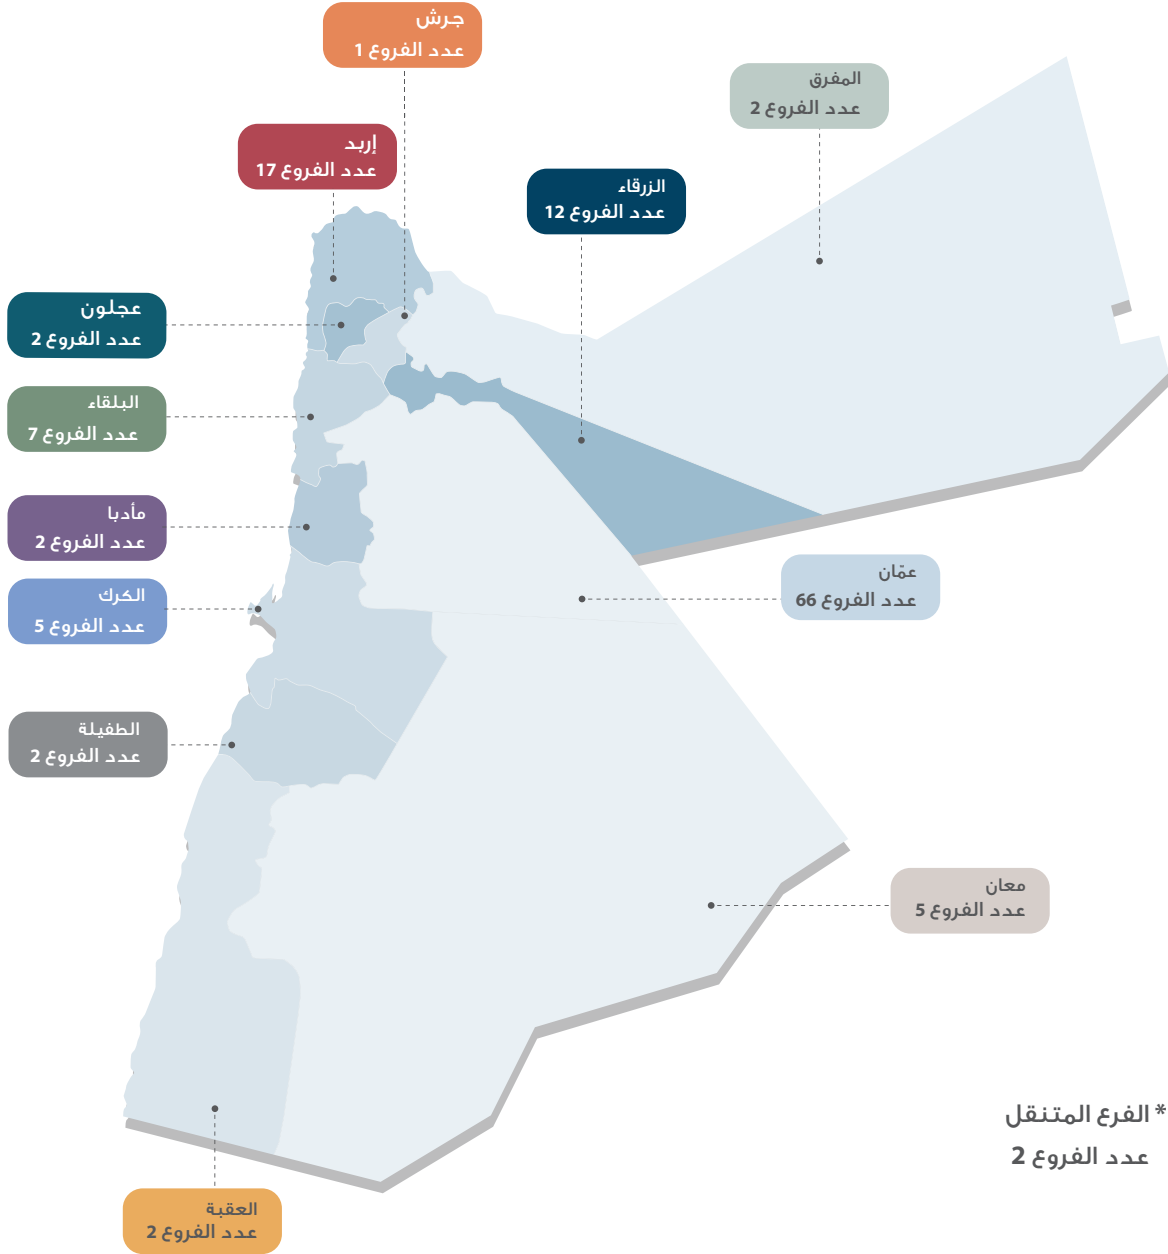 جرش
عدد الفروع 1
المفرق
عدد الفروع 2
إربد
عدد الفروع 17
الزرقاء
عدد الفروع 12
عجلون
عدد الفروع 2
البلقاء
عدد الفروع 7
مأدبا
عدد الفروع 2
عمّان
عدد الفروع 66
الكرك
عدد الفروع 5
الطفيلة
عدد الفروع 2
معان
عدد الفروع 5
* الفرع المتنقل
عدد الفروع 2
العقبة
عدد الفروع 2